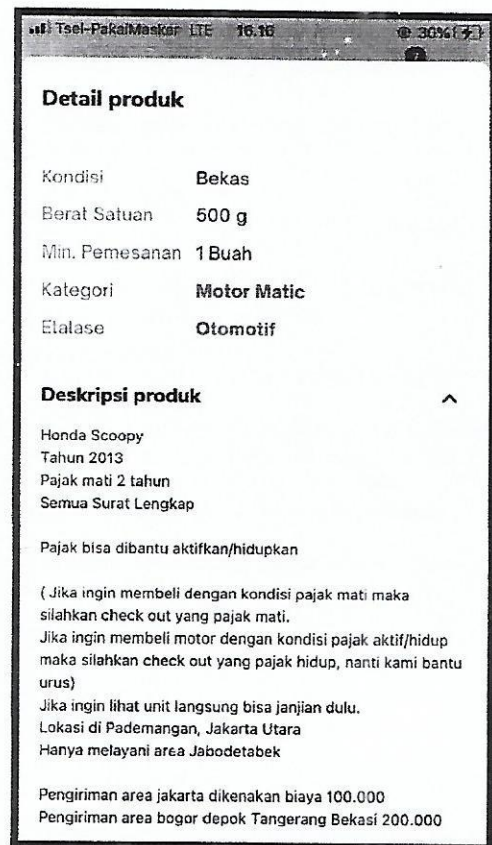 Tsel-PakaiMasker LTE 16.16 30%
Detail produk
Kondisi Bekas
Berat Satuan 500 g
Min. Pemesanan 1 Buah
Kategori Motor Matic
Etalase Otomotif
Deskripsi produk
Honda Scoopy
Tahun 2013
Pajak mati 2 tahun
Semua Surat Lengkap
Pajak bisa dibantu aktifkan/hidupkan
( Jika ingin membeli dengan kondisi pajak mati maka
silahkan check out yang pajak mati.
Jika ingin membeli motor dengan kondisi pajak aktif/hidup
maka silahkan check out yang pajak hidup, nanti kami bantu
urus)
Jika ingin lihat unit langsung bisa janjian dulu.
Lokasi di Pademangan, Jakarta Utara
Hanya melayani area Jabodetabek
Pengiriman area jakarta dikenakan biaya 100.000
Pengiriman area bogor depok Tangerang Bekasi 200.000